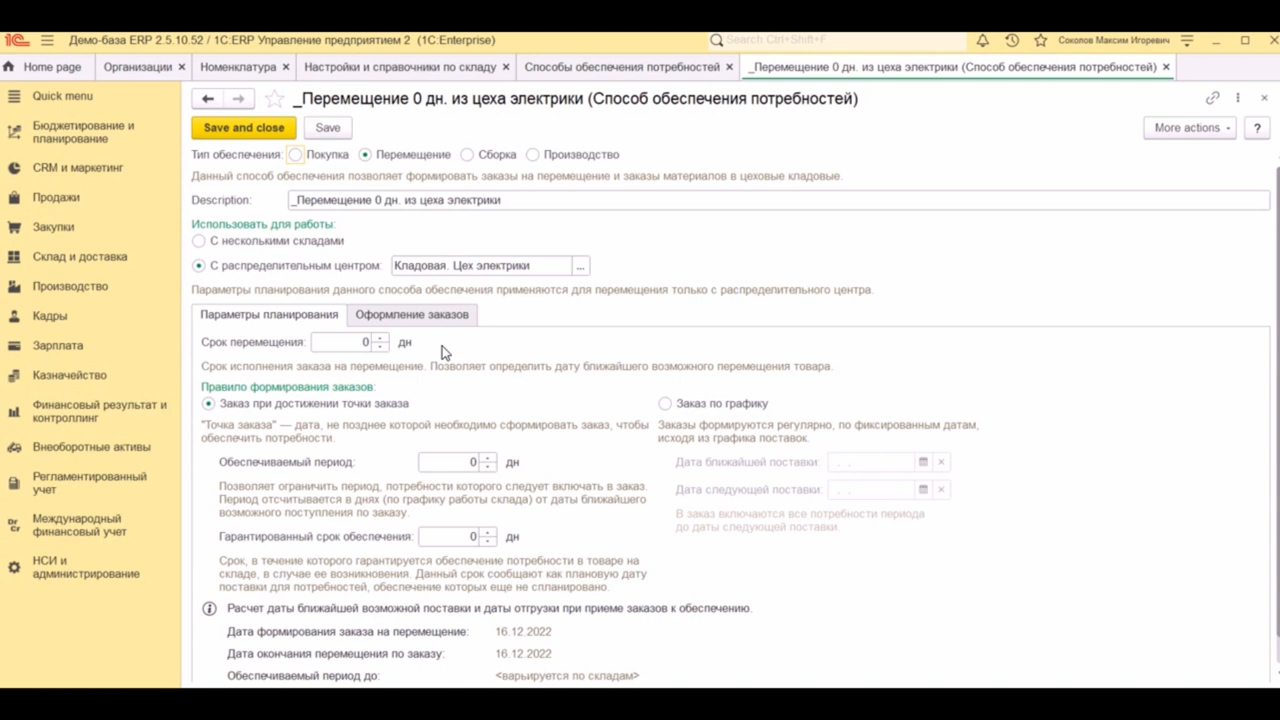 1С Демо-база ERP 2.5.10.52 / 1С:ERP Управление предприятием 2 (1C:Enterprise) Search Ctrl+Shift+F Соколов Максим Игоревич
Home page Организации × Номенклатура × Настройки и справочники по складу × Способы обеспечения потребностей × _Перемещение 0 дн. из цеха электрики (Способ обеспечения потребностей) ×
Quick menu
Бюджетирование и
планирование
CRM и маркетинг
Продажи
Закупки
Склад и доставка
Производство
Кадры
Зарплата
Казначейство
Финансовый результат и
контроллинг
Внеоборотные активы
Регламентированный
учет
Международный
финансовый учет
НСИ и
администрирование
_Перемещение 0 дн. из цеха электрики (Способ обеспечения потребностей)
Save and close Save More actions ?
Тип обеспечения: Покупка Перемещение Сборка Производство
Данный способ обеспечения позволяет формировать заказы на перемещение и заказы материалов в цеховые кладовые.
Description: _Перемещение 0 дн. из цеха электрики
Использовать для работы:
С несколькими складами
С распределительным центром: Кладовая. Цех электрики ...
Параметры планирования данного способа обеспечения применяются для перемещения только с распределительного центра.
Параметры планирования Оформление заказов
Срок перемещения: 0 дн
Срок исполнения заказа на перемещение. Позволяет определить дату ближайшего возможного перемещения товара.
Правило формирования заказов:
Заказ при достижении точки заказа
"Точка заказа" — дата, не позднее которой необходимо сформировать заказ, чтобы
обеспечить потребности.
Обеспечиваемый период: 0 дн
Позволяет ограничить период, потребности которого следует включать в заказ.
Период отсчитывается в днях (по графику работы склада) от даты ближайшего
возможного поступления по заказу.
Гарантированный срок обеспечения: 0 дн
Срок, в течение которого гарантируется обеспечение потребности в товаре на
складе, в случае ее возникновения. Данный срок сообщают как плановую дату
поставки для потребностей, обеспечение которых еще не спланировано.
Заказ по графику
Заказы формируются регулярно, по фиксированным датам,
исходя из графика поставок.
Дата ближайшей поставки: . .
Дата следующей поставки: . .
В заказ включаются все потребности периода
до даты следующей поставки.
Расчет даты ближайшей возможной поставки и даты отгрузки при приеме заказов к обеспечению.
Дата формирования заказа на перемещение: 16.12.2022
Дата окончания перемещения по заказу: 16.12.2022
Обеспечиваемый период до: <варьируется по складам>